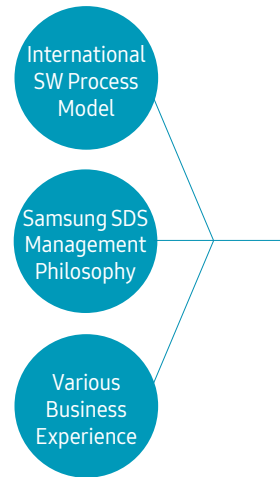 International
SW Process
Model
Samsung SDS
Management
Philosophy
Various
Business
Experience